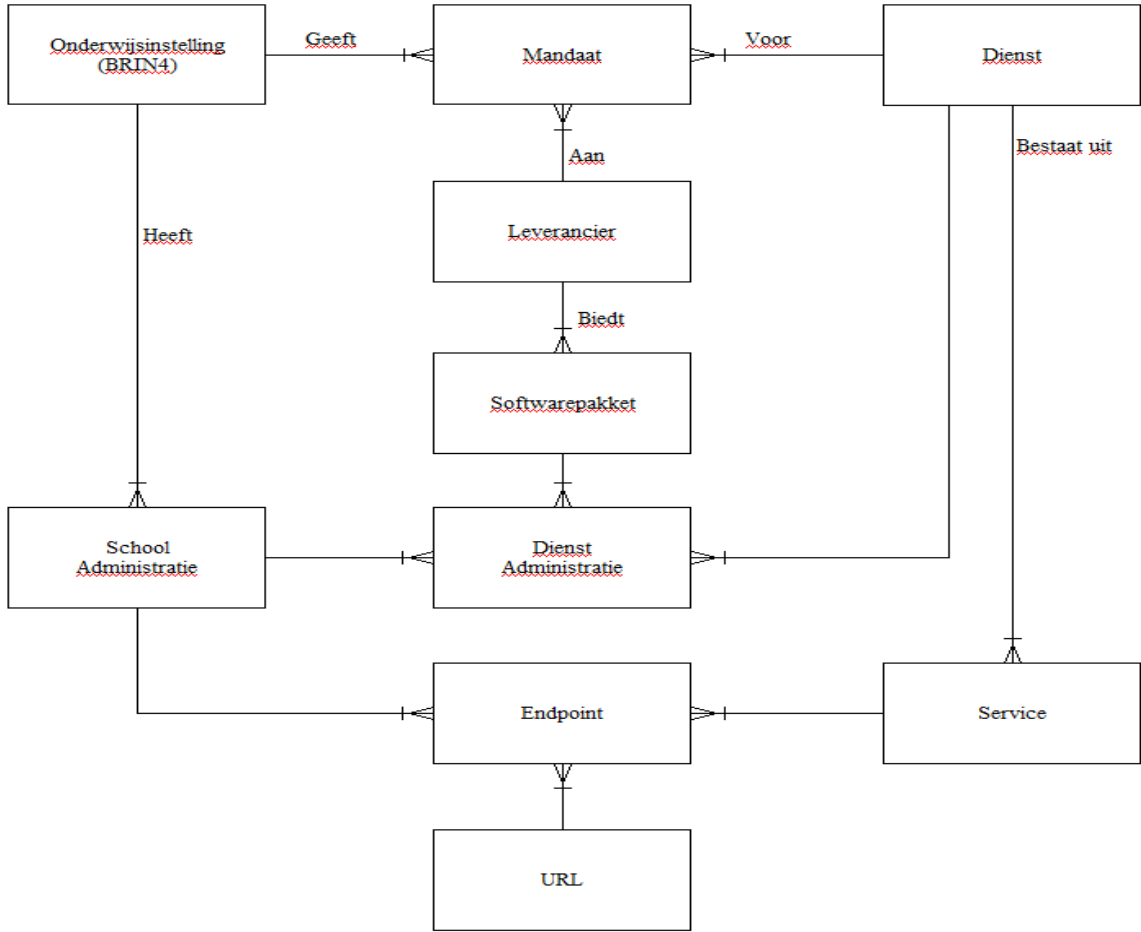 Onderwijsinstelling
(BRIN4)
Geeft
Mandaat
Voor
Dienst
Aan
Bestaat uit
Leverancier
Heeft
Biedt
Softwarepakket
School
Administratie
Dienst
Administratie
Endpoint
Service
URL